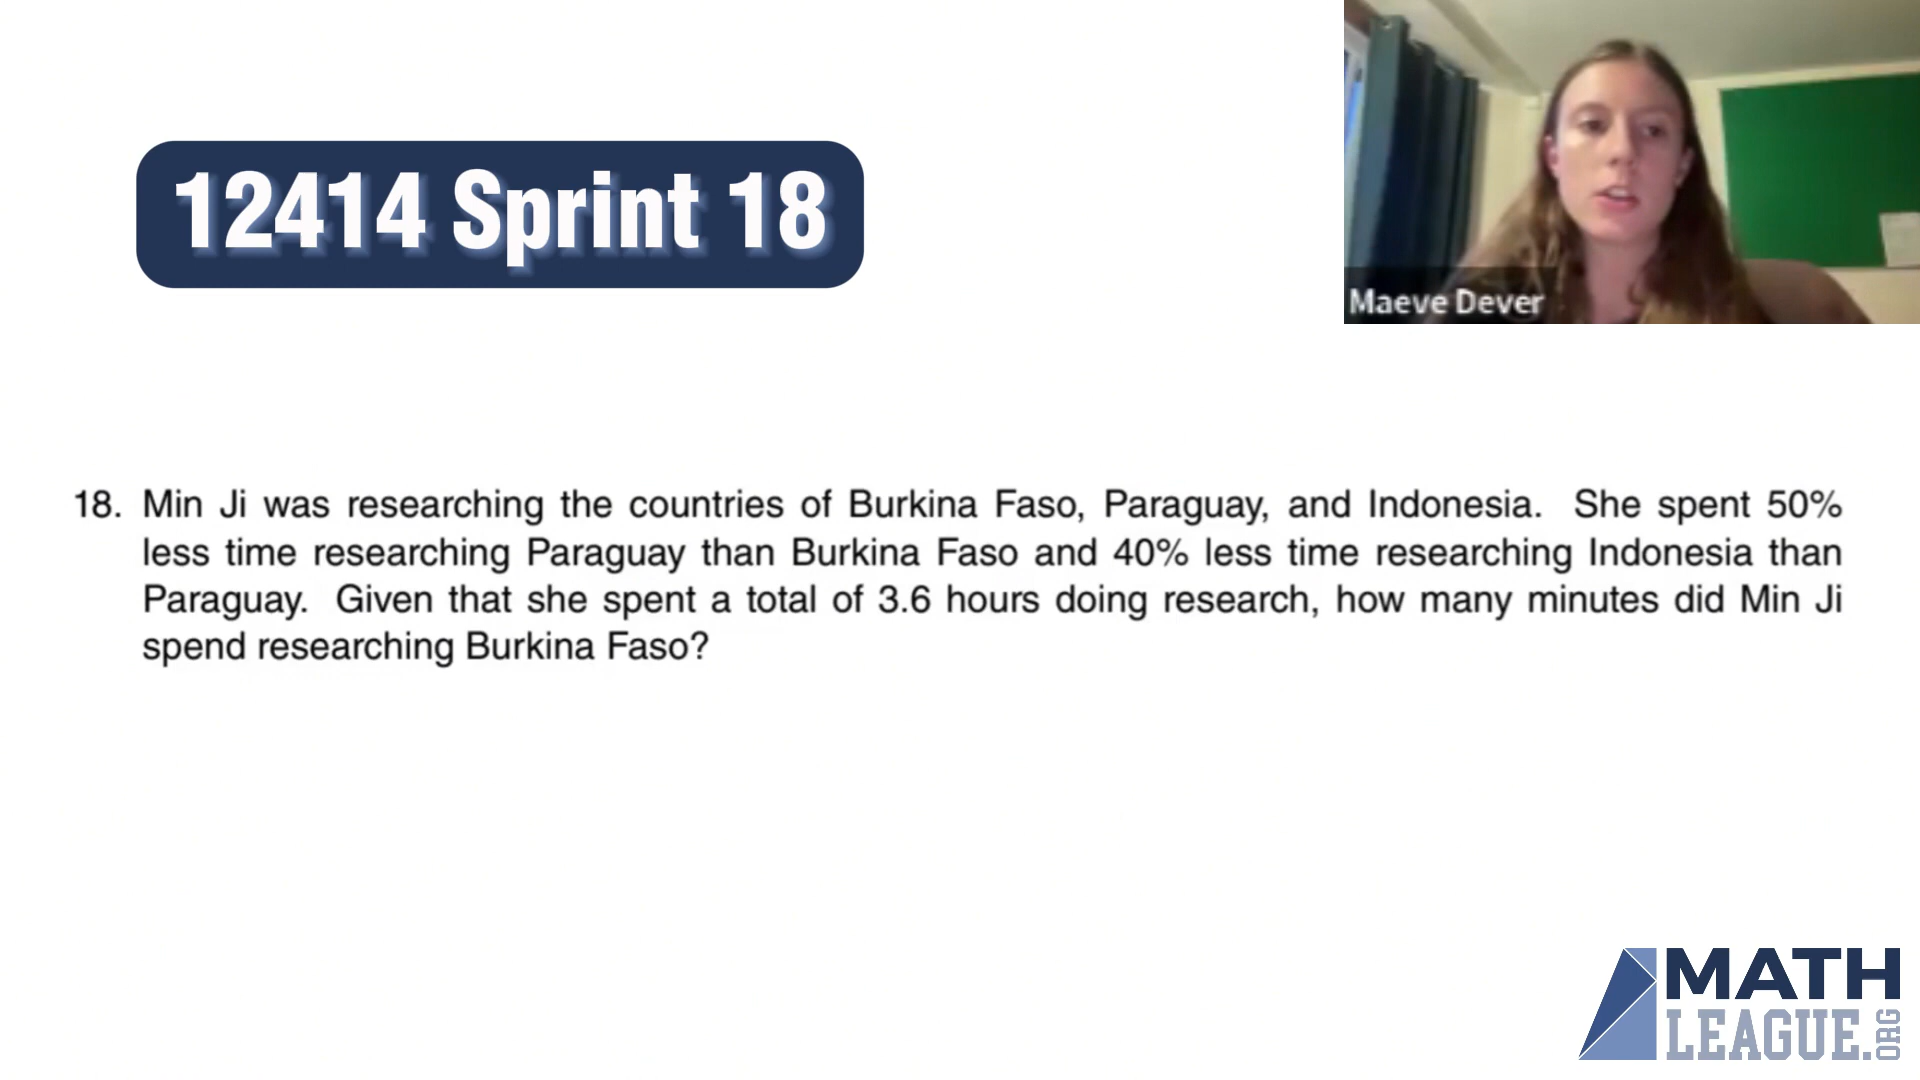 12414 Sprint 18
Maeve Dever
18. Min Ji was researching the countries of Burkina Faso, Paraguay, and Indonesia. She spent 50%
less time researching Paraguay than Burkina Faso and 40% less time researching Indonesia than
Paraguay. Given that she spent a total of 3.6 hours doing research, how many minutes did Min Ji
spend researching Burkina Faso?
MATH
LEAGUE.ORG